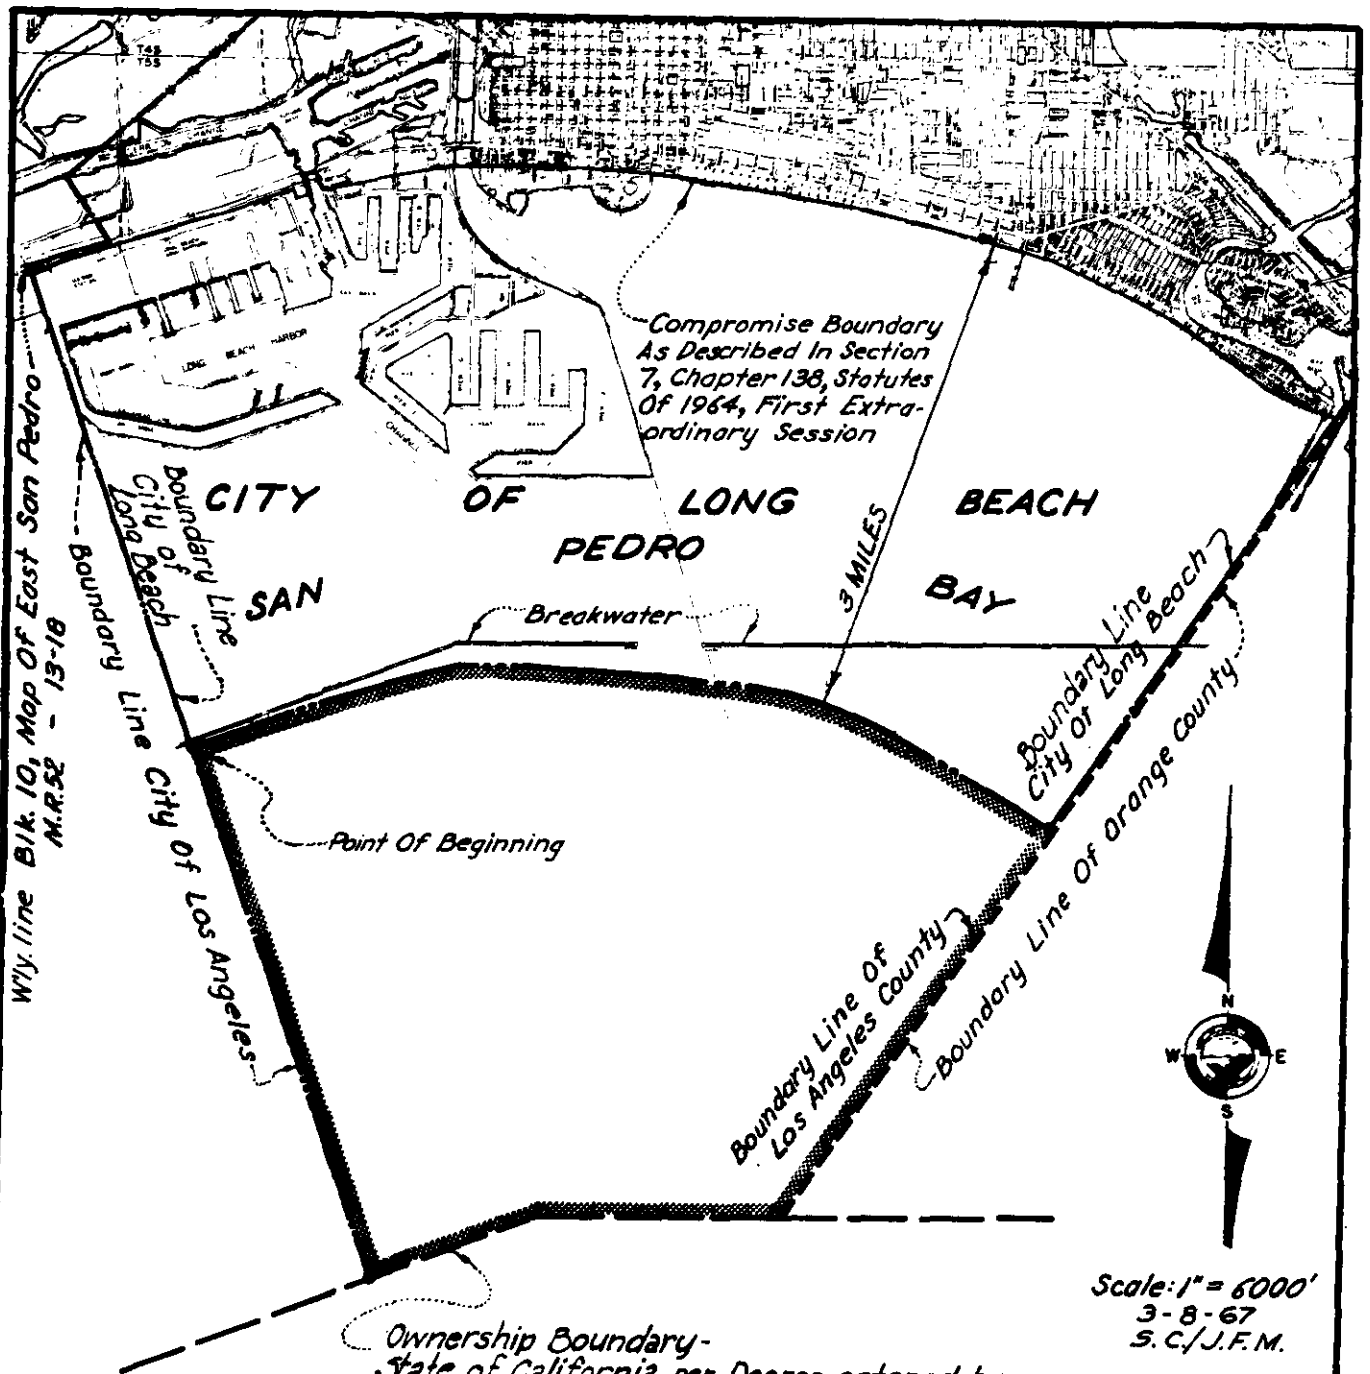 T4S
T5S
Compromise Boundary
As Described In Section
7, Chapter 138, Statutes
Of 1964, First Extra-
ordinary Session
LONG BEACH HARBOR
CHANNEL
CITY OF LONG BEACH
SAN PEDRO BAY
3 MILES
Breakwater
Boundary Line
City of
Long Beach
Boundary Line
City Of Long Beach
Wly. line Blk. 10, Map Of East San Pedro
M.R. 52 - 13-18
Boundary Line City Of Los Angeles
Point Of Beginning
Boundary Line Of
Los Angeles County
Boundary Line Of Orange County
N
W E
S
Scale: 1" = 6000'
3-8-67
S.C./J.F.M.
Ownership Boundary-
State of California per Decree entered